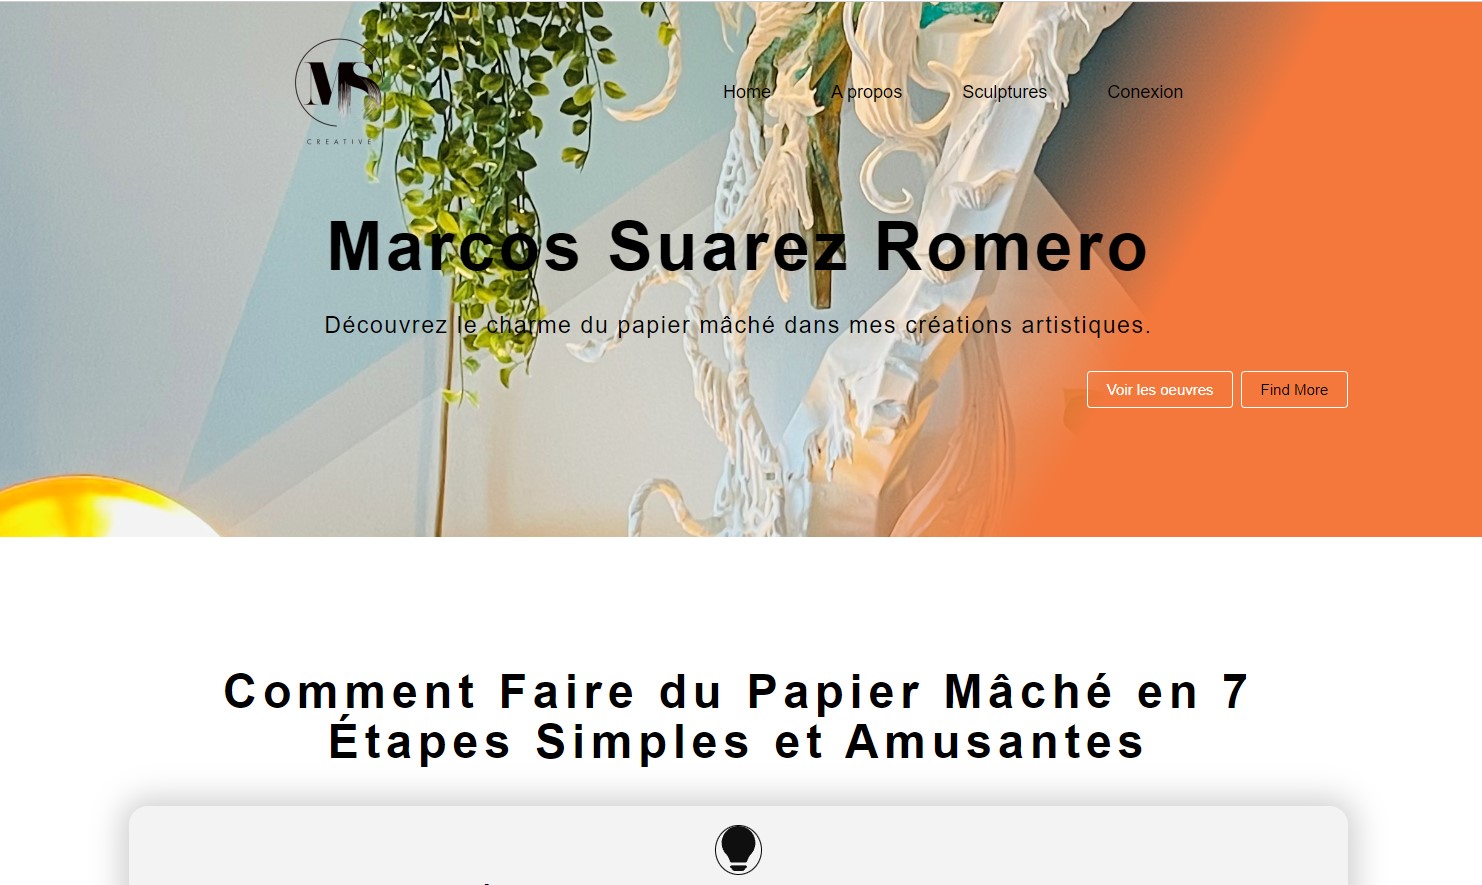 MS
CREATIVE
Home A propos Sculptures Conexion
Marcos Suarez Romero
Découvrez le charme du papier mâché dans mes créations artistiques.
Voir les oeuvres Find More
Comment Faire du Papier Mâché en 7
Étapes Simples et Amusantes